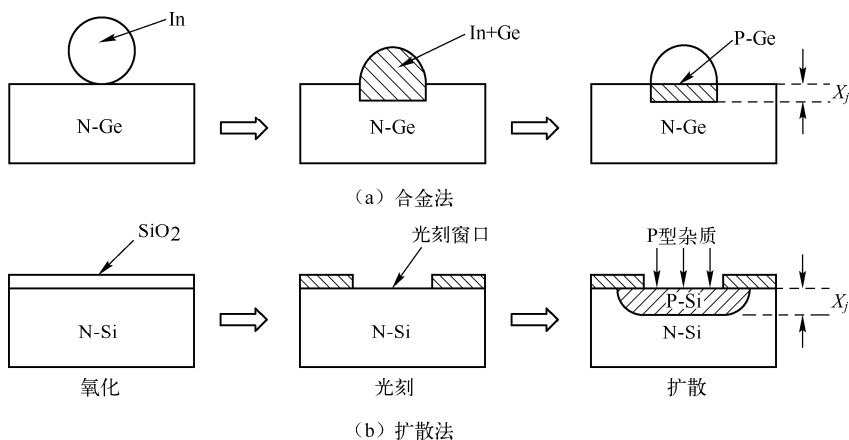 In
In+Ge
P-Ge
Xj
N-Ge
N-Ge
N-Ge
（a）合金法
SiO2
光刻窗口
P型杂质
P-Si
Xj
N-Si
N-Si
N-Si
氧化
光刻
扩散
（b）扩散法